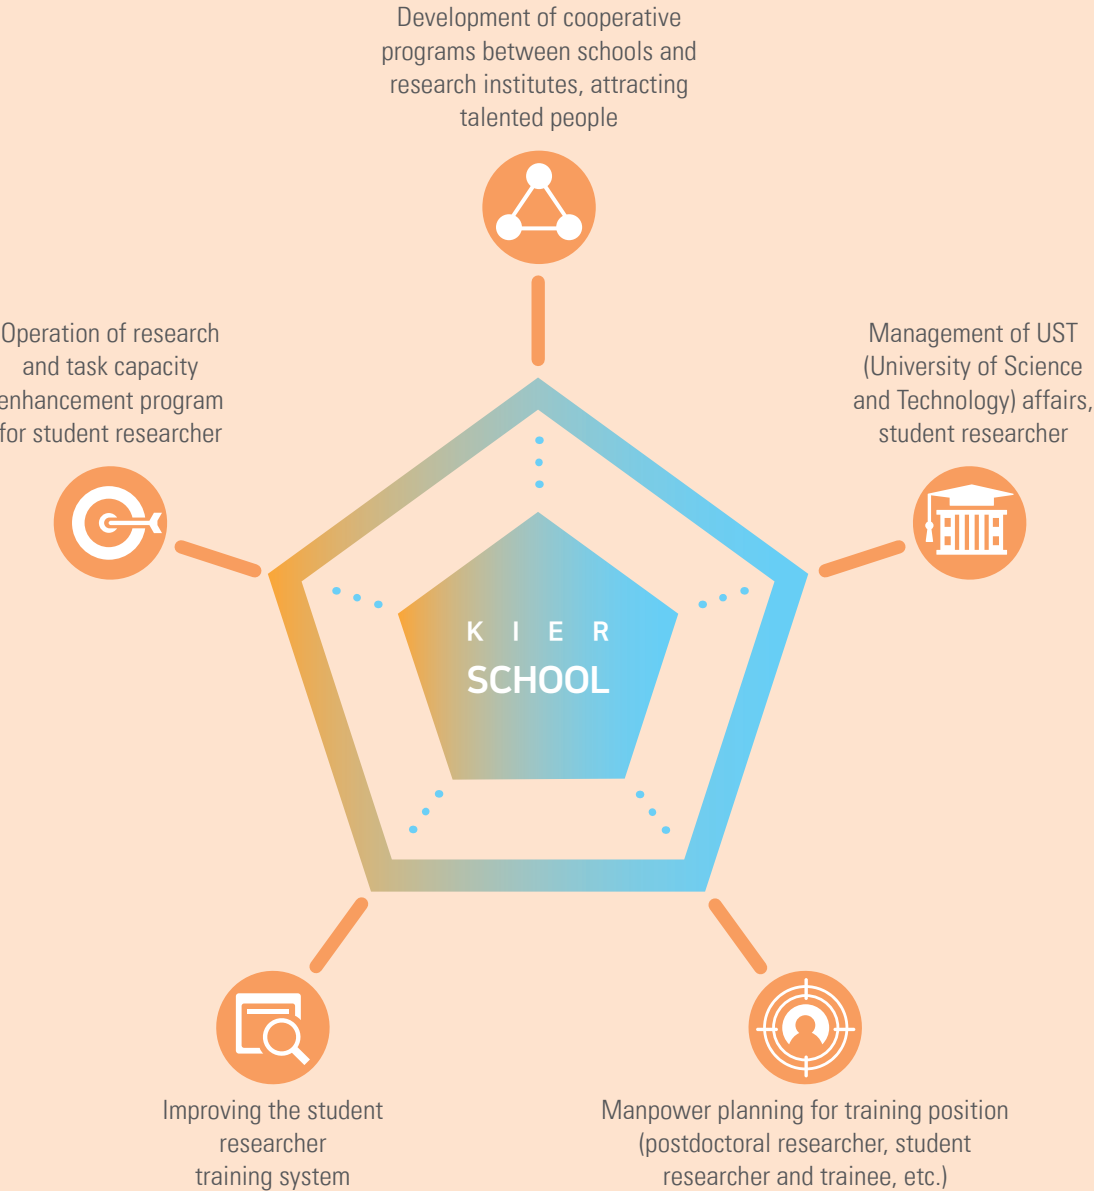 Development of cooperative
programs between schools and
research institutes, attracting
talented people
Operation of research
and task capacity
enhancement program
for student researcher
Management of UST
(University of Science
and Technology) affairs,
student researcher
KIER
SCHOOL
Improving the student
researcher
training system
Manpower planning for training position
(postdoctoral researcher, student
researcher and trainee, etc.)